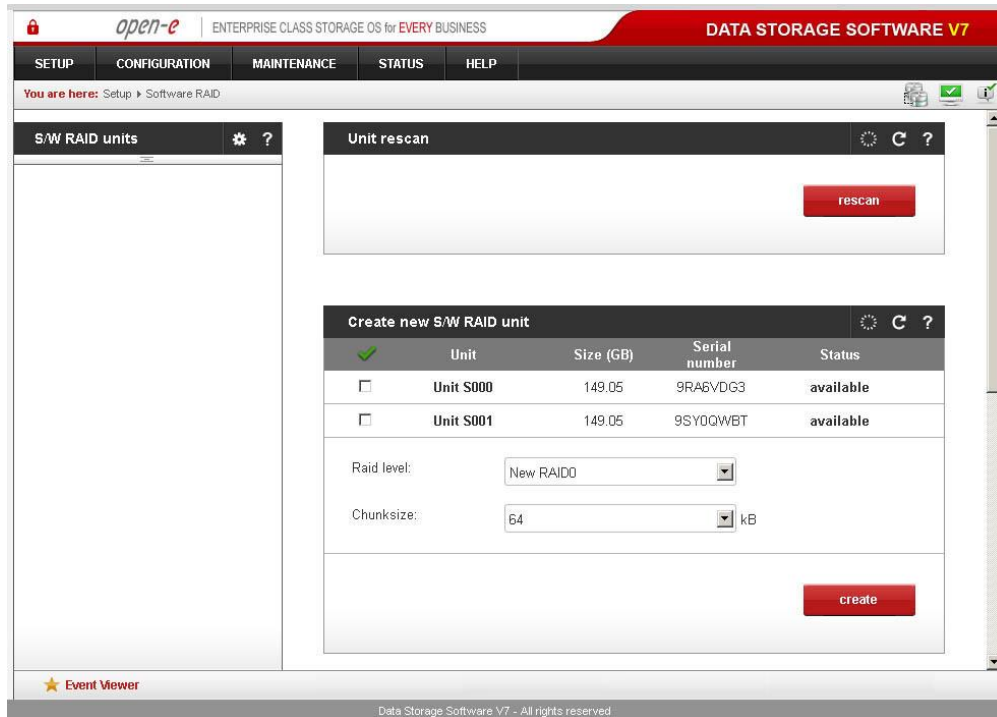 open-e ENTERPRISE CLASS STORAGE OS for EVERY BUSINESS DATA STORAGE SOFTWARE V7
SETUP CONFIGURATION MAINTENANCE STATUS HELP
You are here: Setup Software RAID
S/W RAID units ?
Unit rescan ?
rescan
Create new S/W RAID unit ?
Unit Size (GB) Serial number Status
Unit S000 149.05 9RA6VDG3 available
Unit S001 149.05 9SY0QWBT available
Raid level: New RAID0
Chunksize: 64 kB
create
Event Viewer
Data Storage Software V7 - All rights reserved